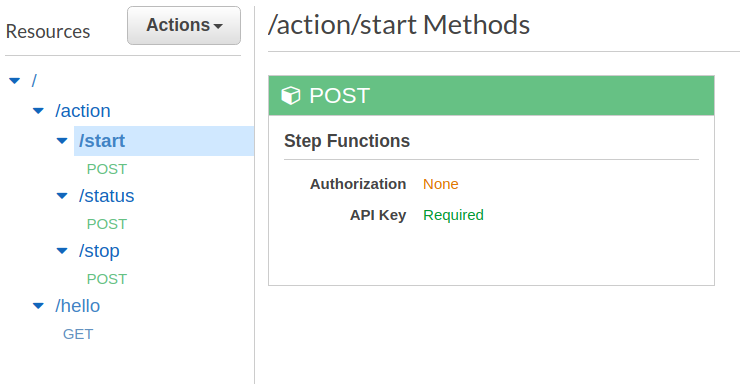 Resources
Actions
/
/action
/start
POST
/status
POST
/stop
POST
/hello
GET
/action/start Methods
POST
Step Functions
Authorization None
API Key Required